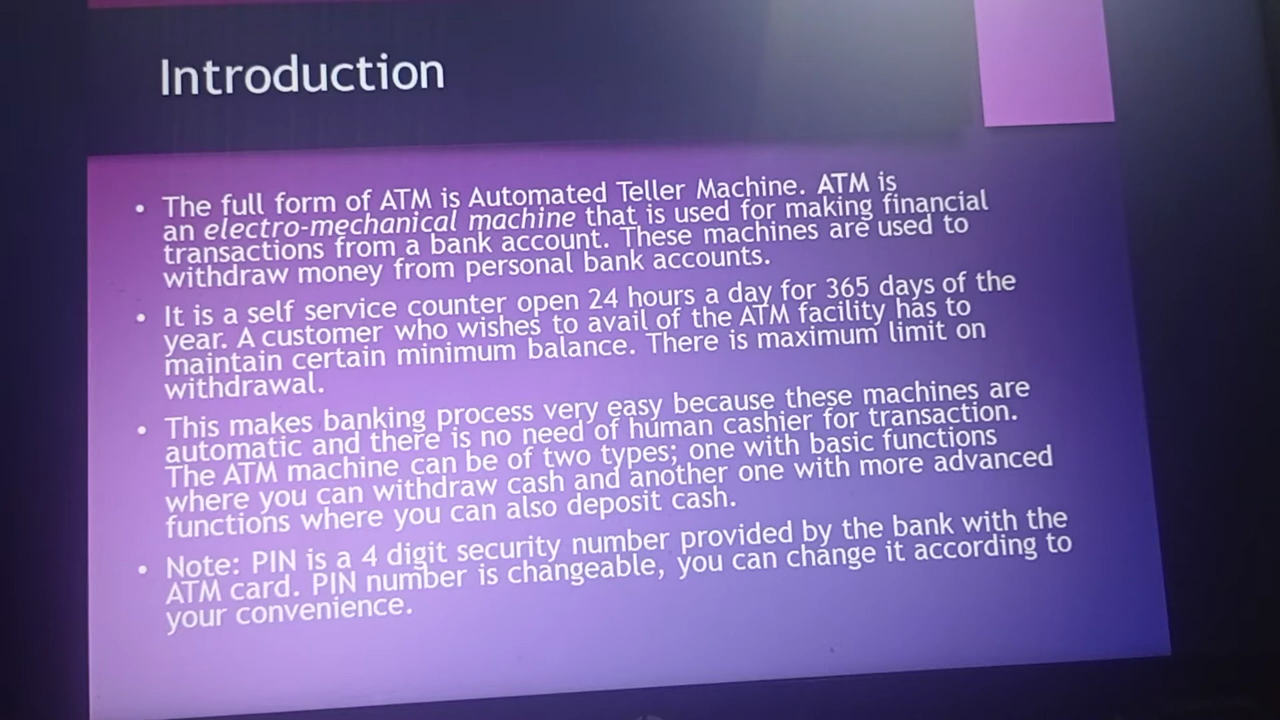 Introduction
• The full form of ATM is Automated Teller Machine. ATM is
an electro-mechanical machine that is used for making financial
transactions from a bank account. These machines are used to
withdraw money from personal bank accounts.
• It is a self service counter open 24 hours a day for 365 days of the
year. A customer who wishes to avail of the ATM facility has to
maintain certain minimum balance. There is maximum limit on
withdrawal.
• This makes banking process very easy because these machines are
automatic and there is no need of human cashier for transaction.
The ATM machine can be of two types; one with basic functions
where you can withdraw cash and another one with more advanced
functions where you can also deposit cash.
• Note: PIN is a 4 digit security number provided by the bank with the
ATM card. PIN number is changeable, you can change it according to
your convenience.